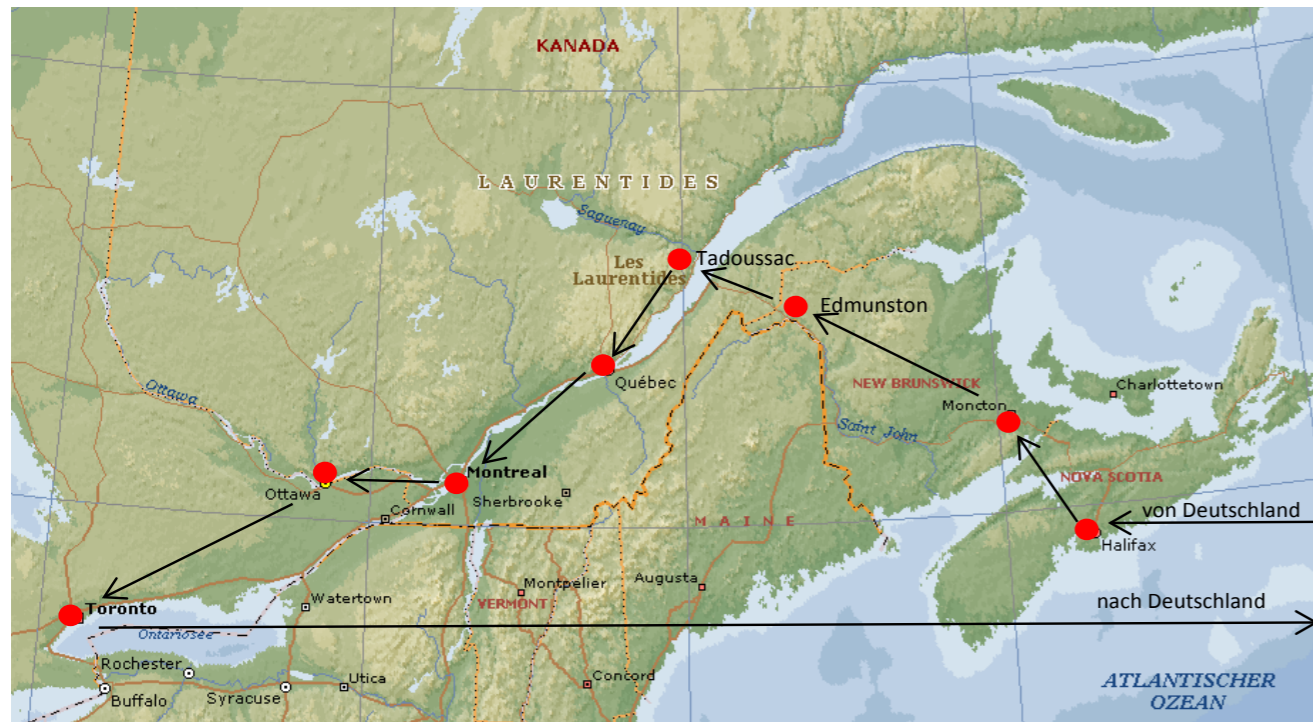 KANADA
LAURENTIDES
Saguenay
Les
Laurentides
Tadoussac
Edmunston
Québec
NEW BRUNSWICK
Charlottetown
Moncton
Saint John
Ottawa
Montreal
Ottawa
Sherbrooke
Cornwall
NOVA SCOTIA
MAINE
von Deutschland
Halifax
Montpelier
Augusta
VERMONT
Watertown
nach Deutschland
Toronto
Ontariosee
Rochester
Utica
Concord
Buffalo
Syracuse
ATLANTISCHER
OZEAN